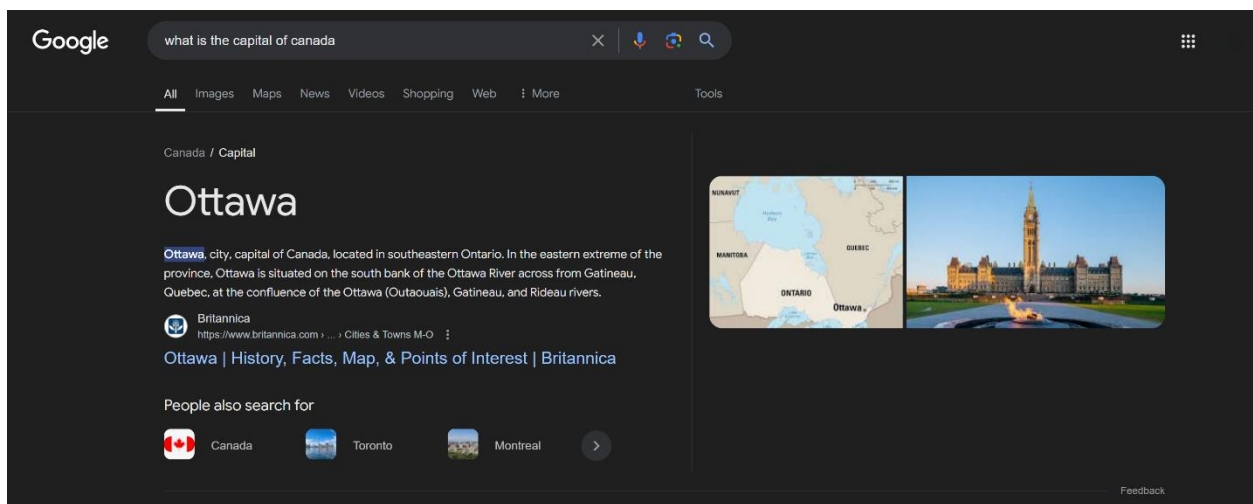 Google
what is the capital of canada
All Images Maps News Videos Shopping Web ⋮ More Tools
Canada / Capital
Ottawa
Ottawa, city, capital of Canada, located in southeastern Ontario. In the eastern extreme of the
province, Ottawa is situated on the south bank of the Ottawa River across from Gatineau,
Quebec, at the confluence of the Ottawa (Outaouais), Gatineau, and Rideau rivers.
Britannica
https://www.britannica.com › ... › Cities & Towns M-O
Ottawa | History, Facts, Map, & Points of Interest | Britannica
NUNAVUT
Hudson
Bay
MANITOBA
QUEBEC
ONTARIO
Ottawa
People also search for
Canada Toronto Montreal
Feedback